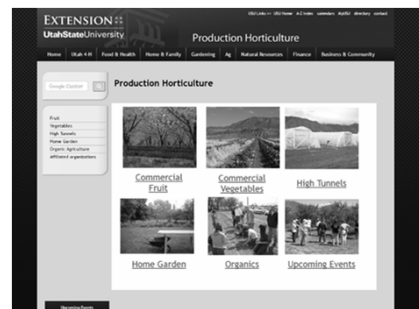 USU Links >> USU Home A-Z Index calendars MyUSU directory contact
EXTENSION
UtahStateUniversity
Production Horticulture
Home Utah 4-H Food & Health Home & Family Gardening Ag Natural Resources Finance Business & Community
Google Custom
Production Horticulture
Fruit
Vegetables
High Tunnels
Home Garden
Organic Agriculture
Affiliated organizations
Commercial
Fruit
Commercial
Vegetables
High Tunnels
Home Garden
Organics
Upcoming Events
Upcoming Events